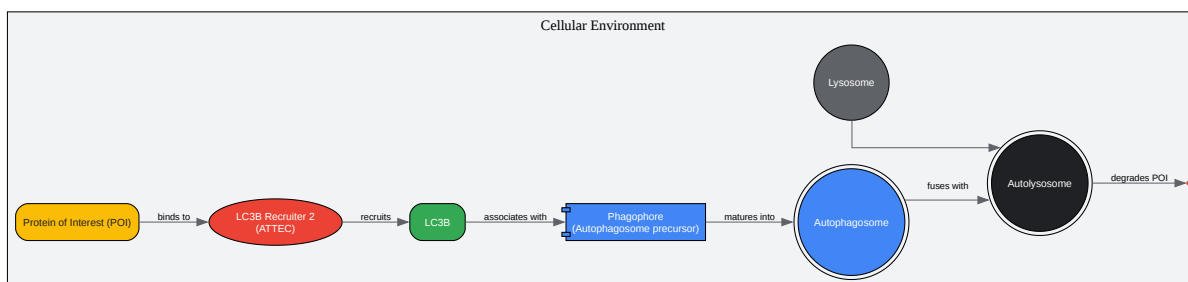 Cellular Environment
Lysosome
Protein of Interest (POI)
binds to
LC3B Recruiter 2
(ATTEC)
recruits
LC3B
associates with
Phagophore
(Autophagosome precursor)
matures into
Autophagosome
fuses with
Autolysosome
degrades POI